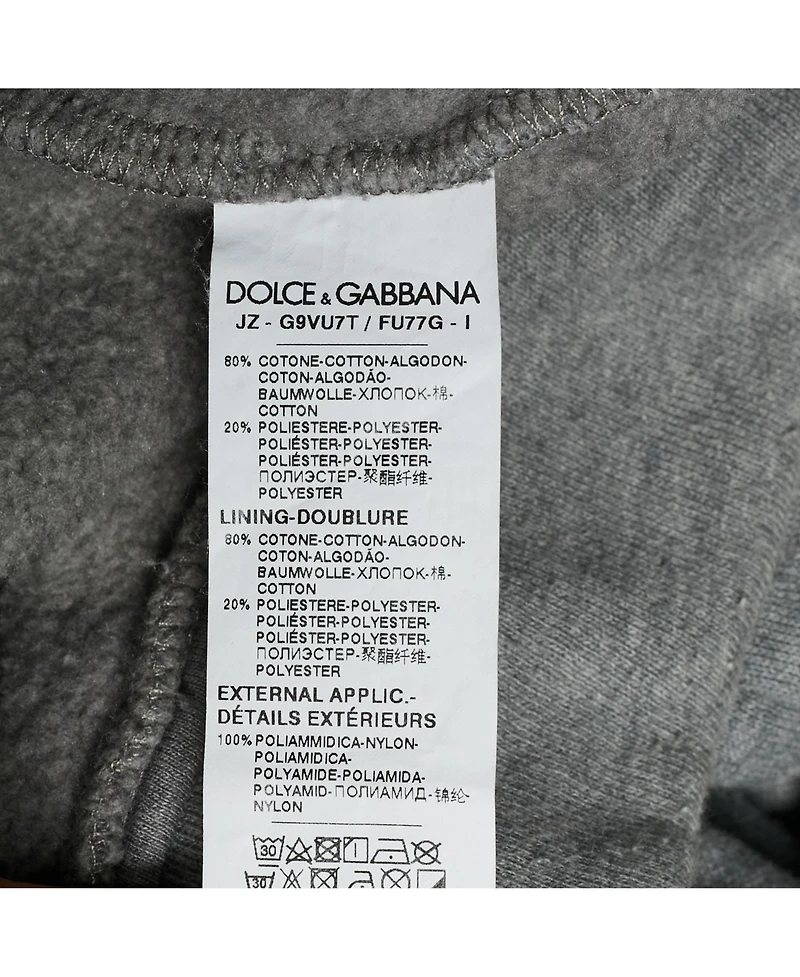 DOLCE & GABBANA
JZ - G9VU7T / FU77G - I
80% COTONE-COTTON-ALGODON-
COTON-ALGODÃO-
BAUMWOLLE-ХЛОПОК-棉-
COTTON
20% POLIESTERE-POLYESTER-
POLIÉSTER-POLYESTER-
POLIÉSTER-POLYESTER-
ПОЛИЭСТЕР-聚酯纤维-
POLYESTER
LINING-DOUBLURE
80% COTONE-COTTON-ALGODON-
COTON-ALGODÃO-
BAUMWOLLE-ХЛОПОК-棉-
COTTON
20% POLIESTERE-POLYESTER-
POLIÉSTER-POLYESTER-
POLIÉSTER-POLYESTER-
ПОЛИЭСТЕР-聚酯纤维-
POLYESTER
EXTERNAL APPLIC.-
DÉTAILS EXTÉRIEURS
100% POLIAMMIDICA-NYLON-
POLIAMIDICA-
POLYAMIDE-POLIAMIDA-
POLYAMID-ПОЛИАМИД-锦纶-
NYLON
30
30